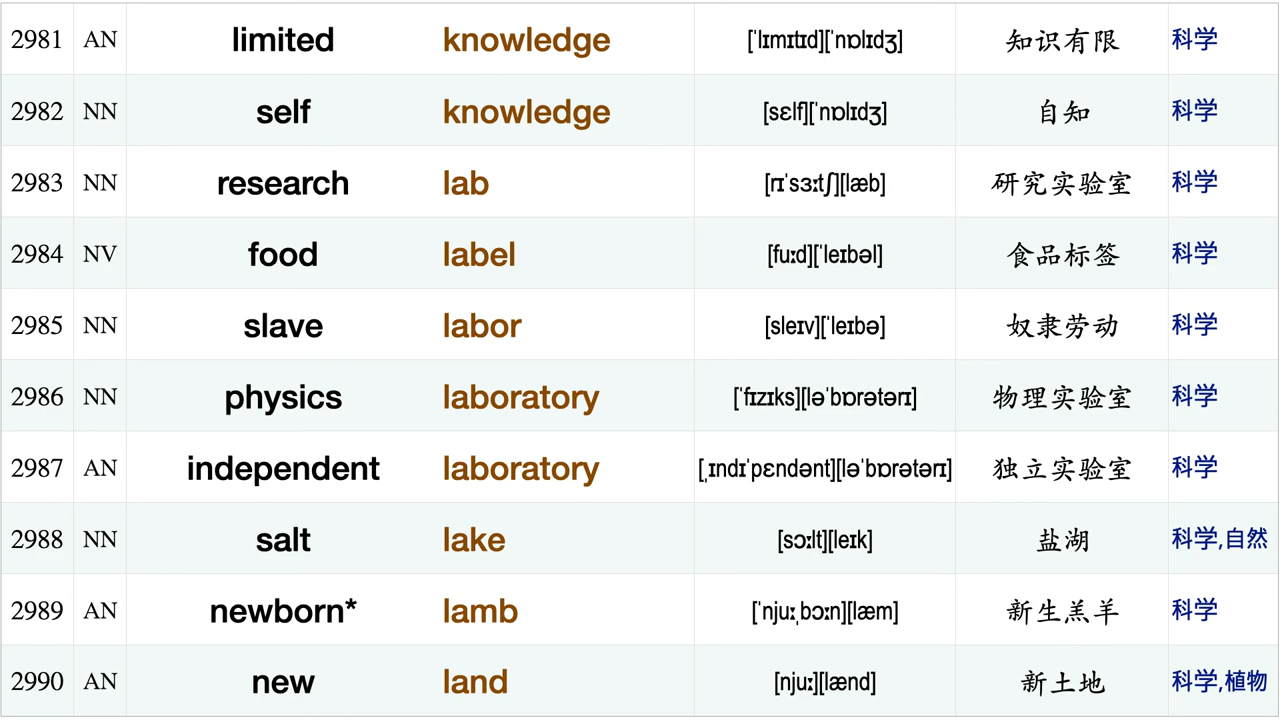 2981 AN limited knowledge [ˈlɪmɪtɪd][ˈnɒlɪdʒ] 知识有限 科学
2982 NN self knowledge [sɛlf][ˈnɒlɪdʒ] 自知 科学
2983 NN research lab [rɪˈsɜːtʃ][læb] 研究实验室 科学
2984 NV food label [fuːd][ˈleɪbəl] 食品标签 科学
2985 NN slave labor [sleɪv][ˈleɪbə] 奴隶劳动 科学
2986 NN physics laboratory [ˈfɪzɪks][ləˈbɒrətərɪ] 物理实验室 科学
2987 AN independent laboratory [ˌɪndɪˈpɛndənt][ləˈbɒrətərɪ] 独立实验室 科学
2988 NN salt lake [sɔːlt][leɪk] 盐湖 科学,自然
2989 AN newborn* lamb [ˈnjuːˌbɔːn][læm] 新生羔羊 科学
2990 AN new land [njuː][lænd] 新土地 科学,植物